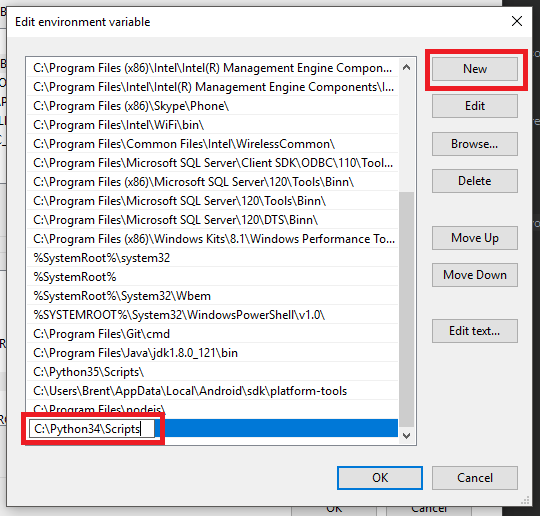 Edit environment variable
C:\Program Files (x86)\Intel\Intel(R) Management Engine Compon...
C:\Program Files\Intel\Intel(R) Management Engine Components\I...
C:\Program Files (x86)\Skype\Phone\
C:\Program Files\Intel\WiFi\bin\
C:\Program Files\Common Files\Intel\WirelessCommon\
C:\Program Files\Microsoft SQL Server\Client SDK\ODBC\110\Tools...
C:\Program Files (x86)\Microsoft SQL Server\120\Tools\Binn\
C:\Program Files\Microsoft SQL Server\120\Tools\Binn\
C:\Program Files\Microsoft SQL Server\120\DTS\Binn\
C:\Program Files (x86)\Windows Kits\8.1\Windows Performance To...
%SystemRoot%\system32
%SystemRoot%
%SystemRoot%\System32\Wbem
%SYSTEMROOT%\System32\WindowsPowerShell\v1.0\
C:\Program Files\Git\cmd
C:\Program Files\Java\jdk1.8.0_121\bin
C:\Python35\Scripts\
C:\Users\Brent\AppData\Local\Android\sdk\platform-tools
C:\Program Files\nodejs\
C:\Python34\Scripts
New
Edit
Browse...
Delete
Move Up
Move Down
Edit text...
OK
Cancel
OK
Cancel